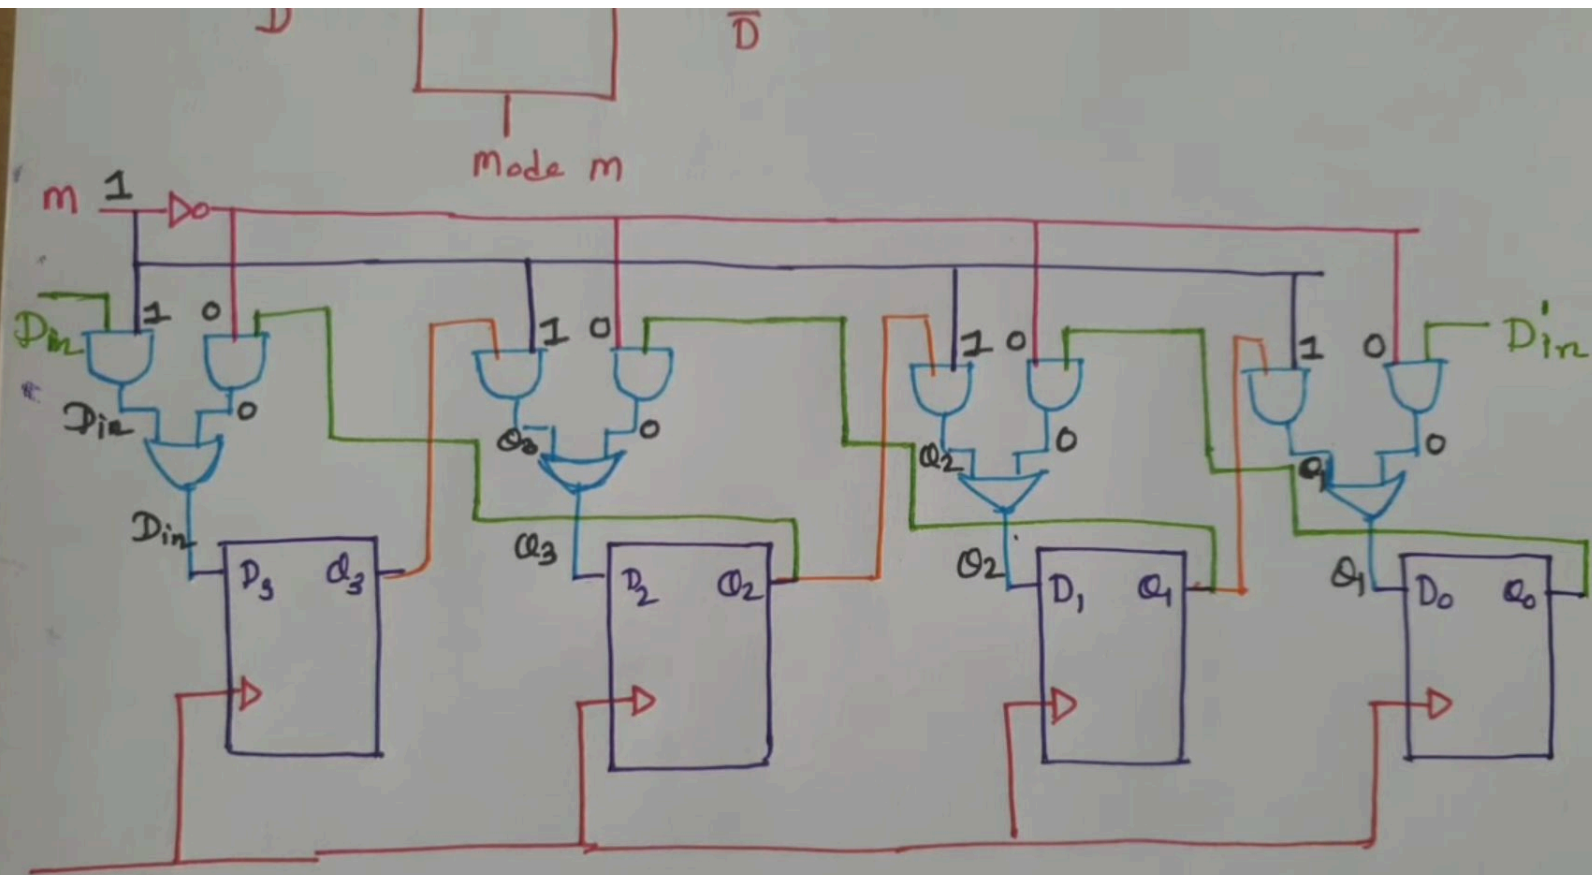 D D̅
Mode m
m 1
Din 1 0 1 0 1 0 1 0 D'in
Din 0 Q3 0 Q2 0 Q1 0
Din Q3 Q2 Q1
D3 Q3 D2 Q2 D1 Q1 D0 Q0